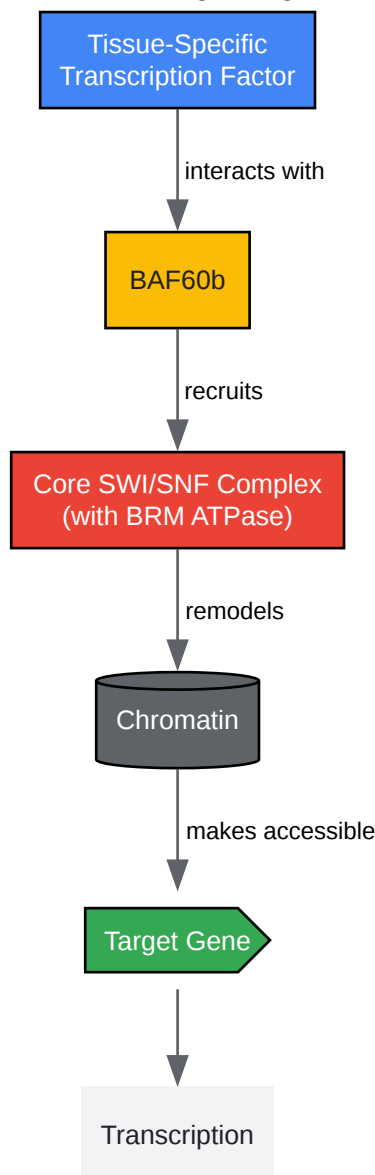 Tissue-Specific
Transcription Factor
interacts with
BAF60b
recruits
Core SWI/SNF Complex
(with BRM ATPase)
remodels
Chromatin
makes accessible
Target Gene
Transcription